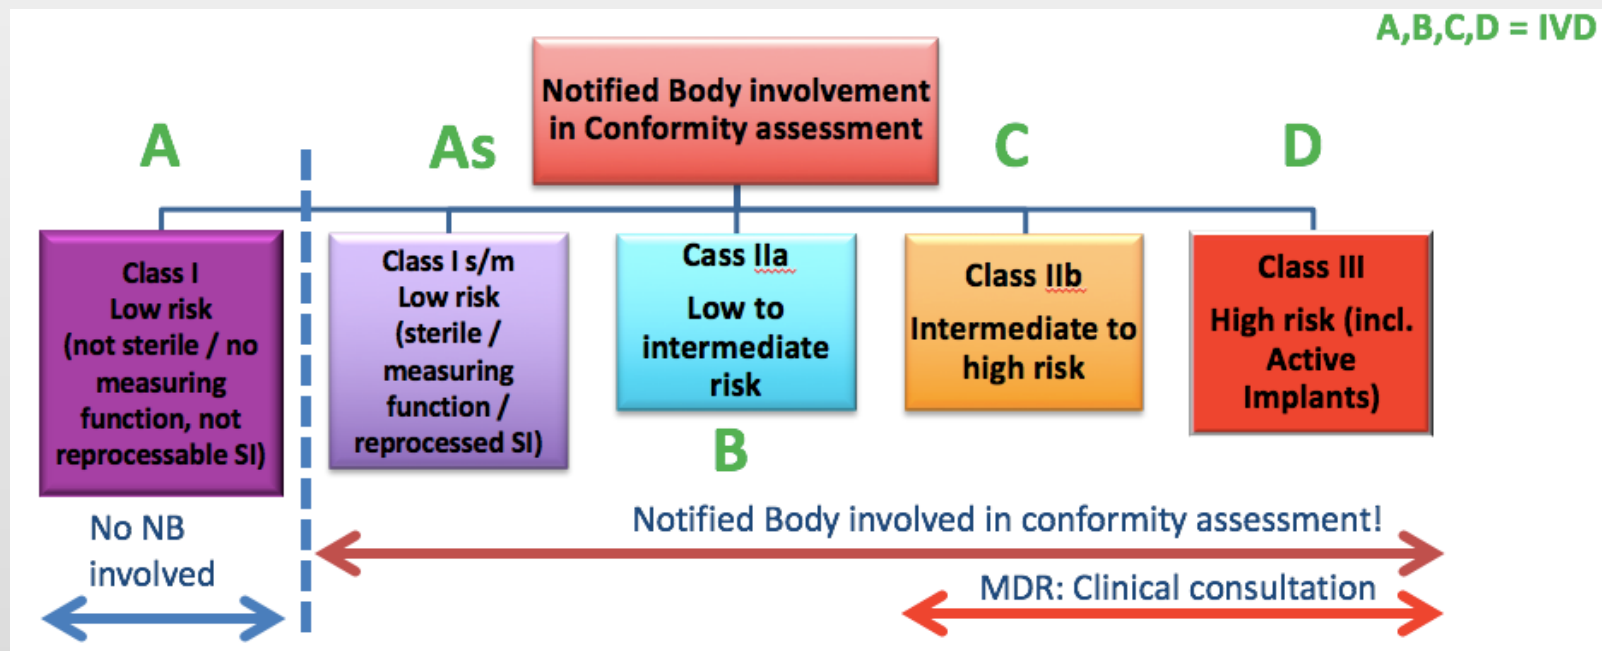 A,B,C,D = IVD
Notified Body involvement
in Conformity assessment
A
As
C
D
Class I
Low risk
(not sterile / no
measuring
function, not
reprocessable SI)
Class I s/m
Low risk
(sterile /
measuring
function /
reprocessed SI)
Cass IIa
Low to
intermediate
risk
Class IIb
Intermediate to
high risk
Class III
High risk (incl.
Active
Implants)
B
No NB
involved
Notified Body involved in conformity assessment!
MDR: Clinical consultation